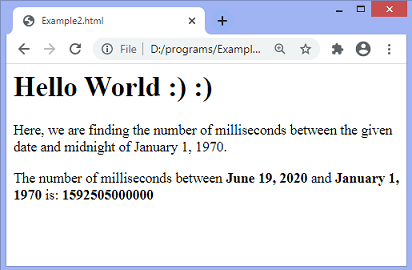 Example2.html
File | D:/programs/Exampl...
Hello World :) :)
Here, we are finding the number of milliseconds between the given
date and midnight of January 1, 1970.
The number of milliseconds between June 19, 2020 and January 1,
1970 is: 1592505000000